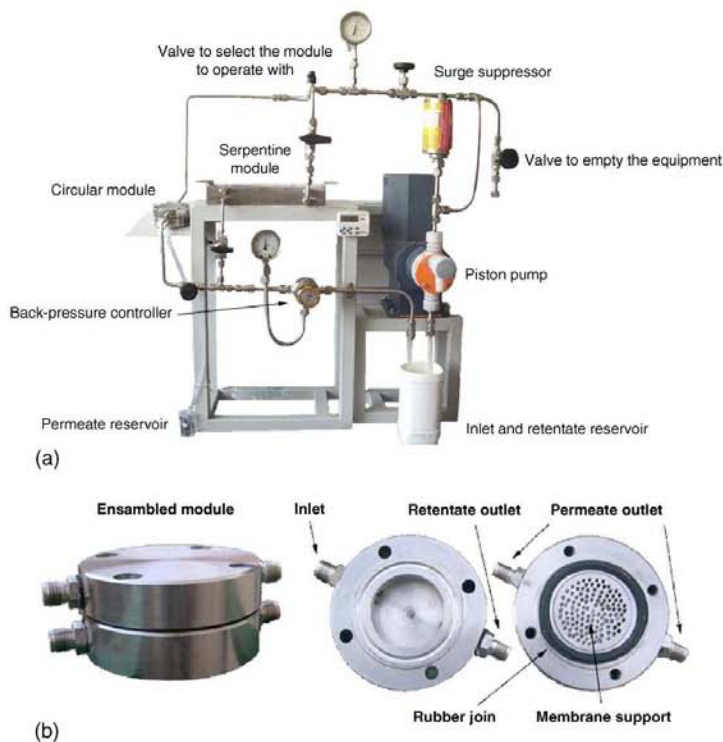 Valve to select the module
to operate with
Surge suppressor
Serpentine
module
Valve to empty the equipment
Circular module
Piston pump
Back-pressure controller
Permeate reservoir
Inlet and retentate reservoir
(a)
Ensambled module
Inlet
Retentate outlet
Permeate outlet
Rubber join
Membrane support
(b)